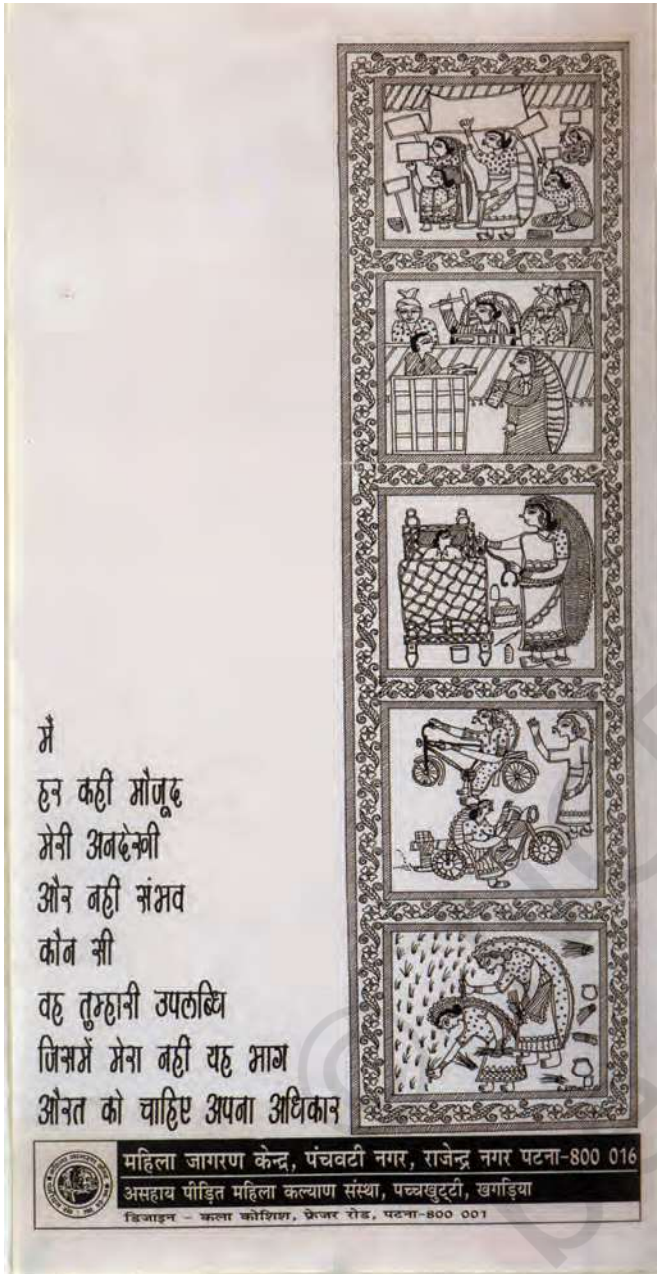 मैं
हर कहीं मौजूद
मेरी अनदेखी
और नहीं संभव
कौन सी
वह तुम्हारी उपलब्धि
जिसमें मेरा नहीं यह भाग
औरत को चाहिए अपना अधिकार
महिला जागरण केन्द्र, पंचवटी नगर, राजेन्द्र नगर पटना-800 016
असहाय पीड़ित महिला कल्याण संस्था, पच्चखुट्टी, खगड़िया
डिजाइन - कला कोशिश, फ्रेजर रोड, पटना-800 001